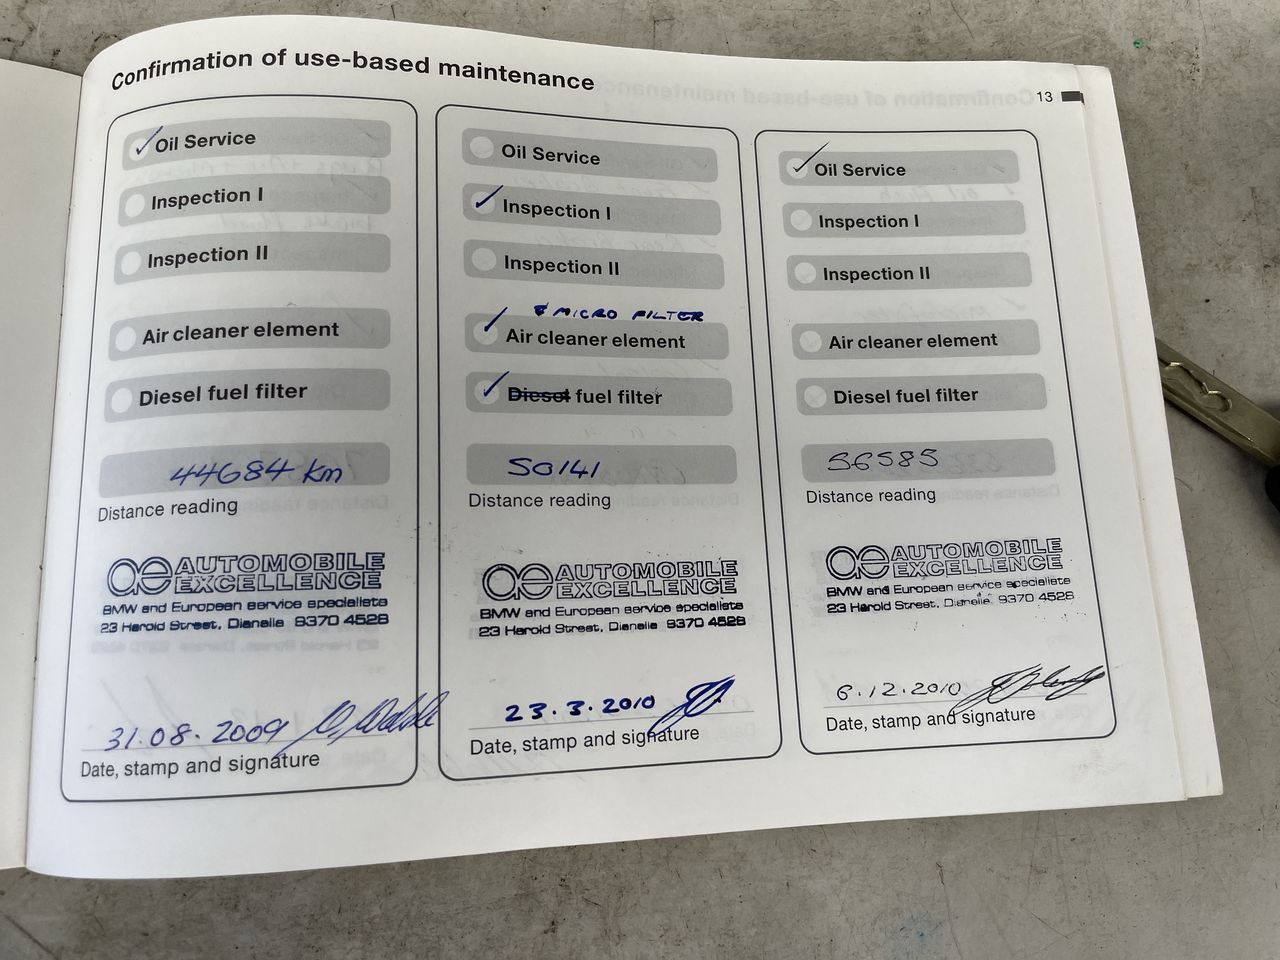 Confirmation of use-based maintenance
13
Oil Service
Inspection I
Inspection II
Air cleaner element
Diesel fuel filter
44684 km
Distance reading
AUTOMOBILE
EXCELLENCE
BMW and European service specialists
23 Harold Street, Dianella 9370 4528
31.08.2009
Date, stamp and signature
Oil Service
Inspection I
Inspection II
& MICRO FILTER
Air cleaner element
Diesel fuel filter
50141
Distance reading
ae AUTOMOBILE
EXCELLENCE
BMW and European service specialists
23 Harold Street, Dianella 9370 4528
23.3.2010
Date, stamp and signature
Oil Service
Inspection I
Inspection II
Air cleaner element
Diesel fuel filter
56585
Distance reading
ae AUTOMOBILE
EXCELLENCE
BMW and European service specialists
23 Harold Street, Dianella 9370 4528
6.12.2010
Date, stamp and signature